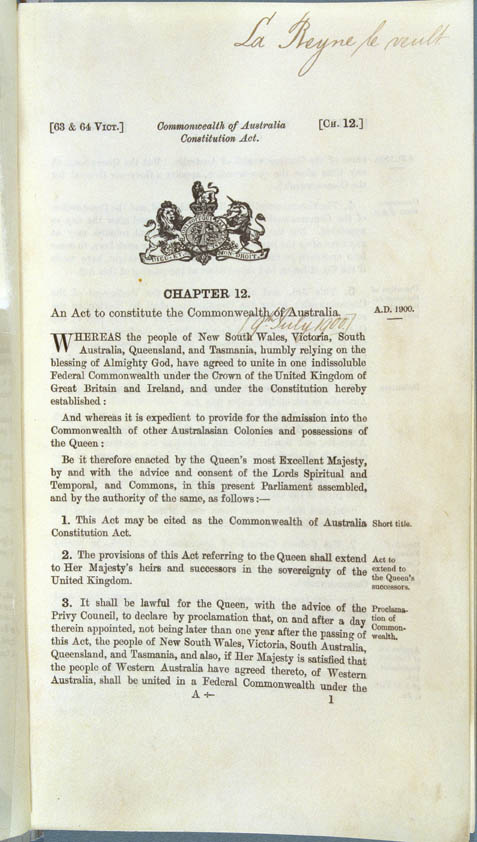 La Reyne le veult
[63 & 64 VICT.] Commonwealth of Australia [CH. 12.]
Constitution Act.
DIEU ET MON DROIT
CHAPTER 12.
An Act to constitute the Commonwealth of Australia. A.D. 1900.
[9th July 1900]
WHEREAS the people of New South Wales, Victoria, South
Australia, Queensland, and Tasmania, humbly relying on the
blessing of Almighty God, have agreed to unite in one indissoluble
Federal Commonwealth under the Crown of the United Kingdom of
Great Britain and Ireland, and under the Constitution hereby
established:
And whereas it is expedient to provide for the admission into the
Commonwealth of other Australasian Colonies and possessions of
the Queen:
Be it therefore enacted by the Queen's most Excellent Majesty,
by and with the advice and consent of the Lords Spiritual and
Temporal, and Commons, in this present Parliament assembled,
and by the authority of the same, as follows:—
1. This Act may be cited as the Commonwealth of Australia Short title.
Constitution Act.
2. The provisions of this Act referring to the Queen shall extend Act to
to Her Majesty's heirs and successors in the sovereignty of the extend to
United Kingdom. the Queen's
successors.
3. It shall be lawful for the Queen, with the advice of the Proclama-
Privy Council, to declare by proclamation that, on and after a day tion of
therein appointed, not being later than one year after the passing of Common-
this Act, the people of New South Wales, Victoria, South Australia, wealth.
Queensland, and Tasmania, and also, if Her Majesty is satisfied that
the people of Western Australia have agreed thereto, of Western
Australia, shall be united in a Federal Commonwealth under the
A 1